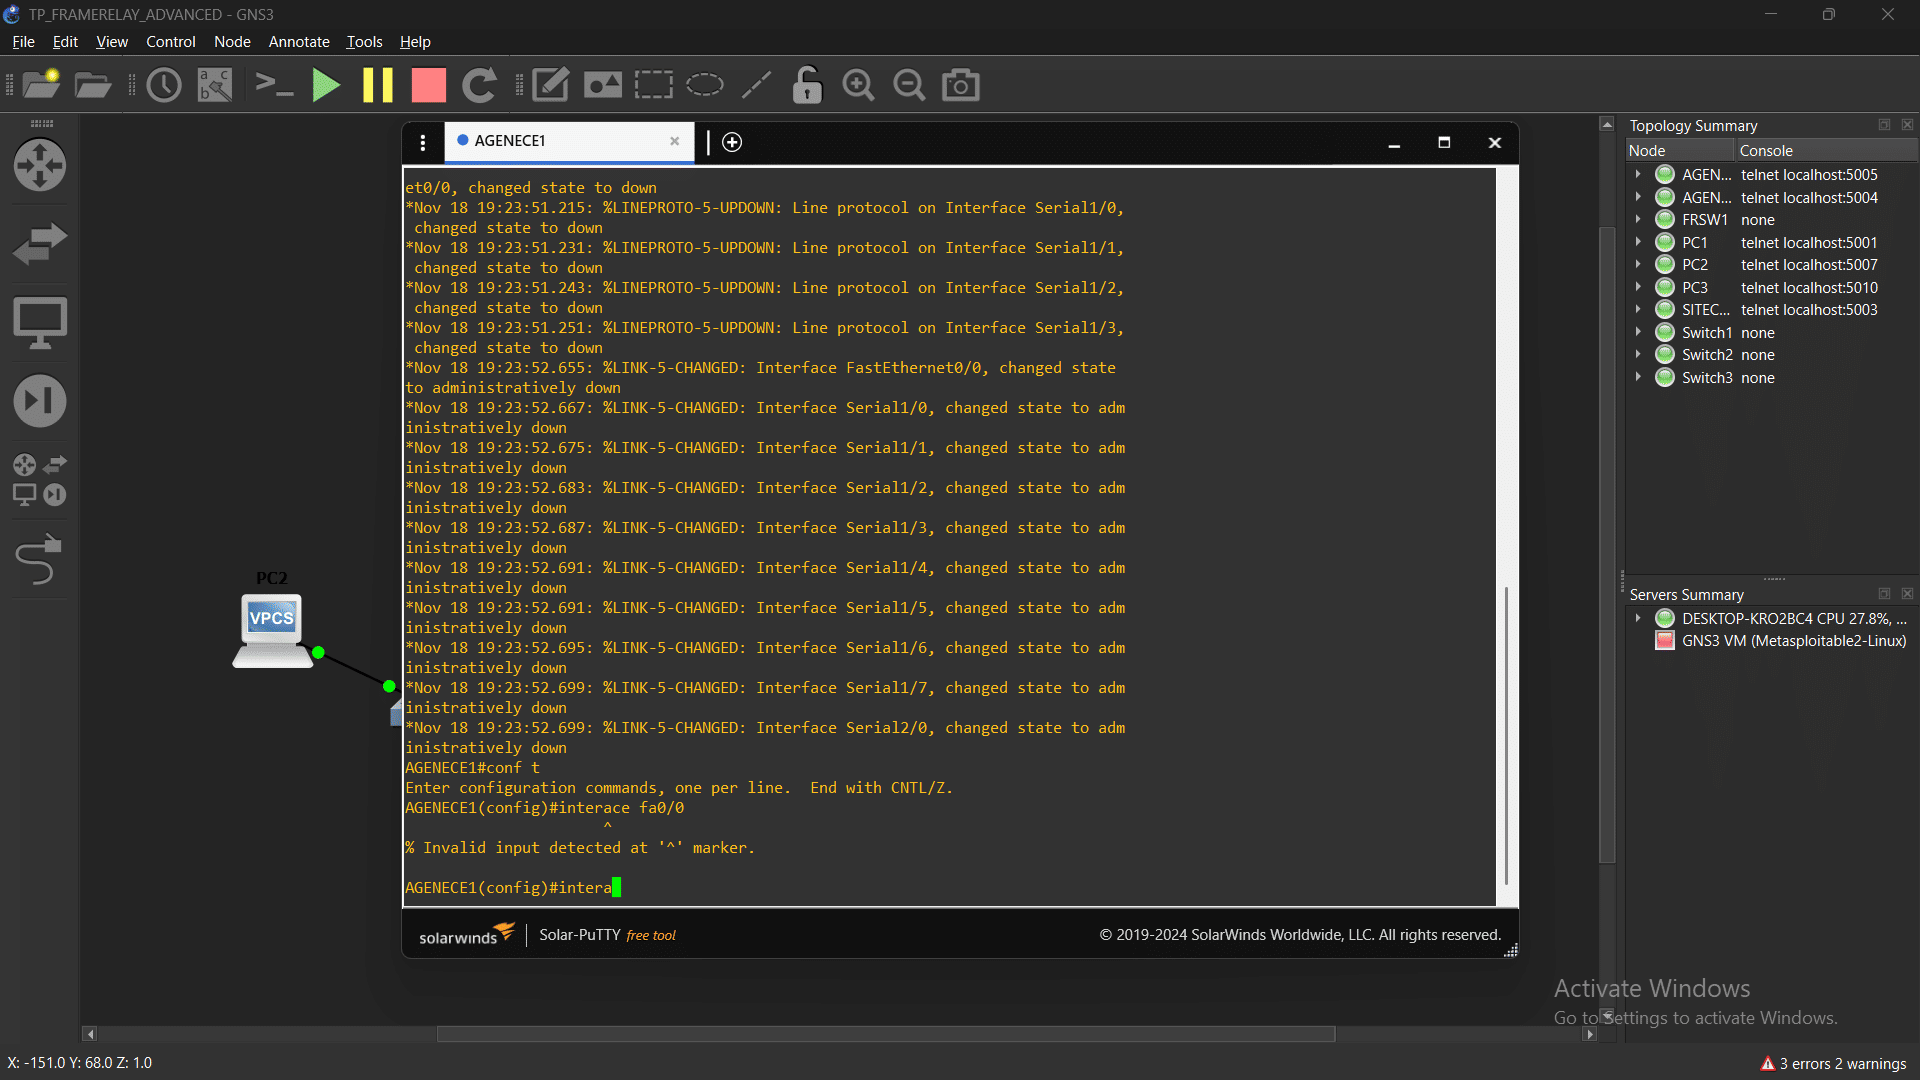 TP_FRAMERELAY_ADVANCED - GNS3
File Edit View Control Node Annotate Tools Help
AGENECE1
et0/0, changed state to down
*Nov 18 19:23:51.215: %LINEPROTO-5-UPDOWN: Line protocol on Interface Serial1/0,
changed state to down
*Nov 18 19:23:51.231: %LINEPROTO-5-UPDOWN: Line protocol on Interface Serial1/1,
changed state to down
*Nov 18 19:23:51.243: %LINEPROTO-5-UPDOWN: Line protocol on Interface Serial1/2,
changed state to down
*Nov 18 19:23:51.251: %LINEPROTO-5-UPDOWN: Line protocol on Interface Serial1/3,
changed state to down
*Nov 18 19:23:52.655: %LINK-5-CHANGED: Interface FastEthernet0/0, changed state
to administratively down
*Nov 18 19:23:52.667: %LINK-5-CHANGED: Interface Serial1/0, changed state to adm
inistratively down
*Nov 18 19:23:52.675: %LINK-5-CHANGED: Interface Serial1/1, changed state to adm
inistratively down
*Nov 18 19:23:52.683: %LINK-5-CHANGED: Interface Serial1/2, changed state to adm
inistratively down
*Nov 18 19:23:52.687: %LINK-5-CHANGED: Interface Serial1/3, changed state to adm
inistratively down
*Nov 18 19:23:52.691: %LINK-5-CHANGED: Interface Serial1/4, changed state to adm
inistratively down
*Nov 18 19:23:52.691: %LINK-5-CHANGED: Interface Serial1/5, changed state to adm
inistratively down
*Nov 18 19:23:52.695: %LINK-5-CHANGED: Interface Serial1/6, changed state to adm
inistratively down
*Nov 18 19:23:52.699: %LINK-5-CHANGED: Interface Serial1/7, changed state to adm
inistratively down
*Nov 18 19:23:52.699: %LINK-5-CHANGED: Interface Serial2/0, changed state to adm
inistratively down
AGENECE1#conf t
Enter configuration commands, one per line.  End with CNTL/Z.
AGENECE1(config)#interace fa0/0
^
% Invalid input detected at '^' marker.
AGENECE1(config)#intera
solarwinds
Solar-PuTTY free tool
© 2019-2024 SolarWinds Worldwide, LLC. All rights reserved.
PC2
VPCS
Topology Summary
Node Console
AGEN... telnet localhost:5005
AGEN... telnet localhost:5004
FRSW1 none
PC1 telnet localhost:5001
PC2 telnet localhost:5007
PC3 telnet localhost:5010
SITEC... telnet localhost:5003
Switch1 none
Switch2 none
Switch3 none
Servers Summary
DESKTOP-KRO2BC4 CPU 27.8%, ...
GNS3 VM (Metasploitable2-Linux)
Activate Windows
Go to Settings to activate Windows.
X: -151.0 Y: 68.0 Z: 1.0
3 errors 2 warnings